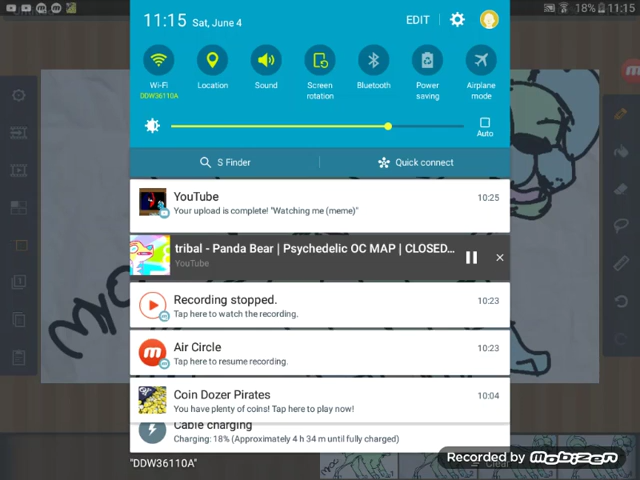 18% 11:15
11:15 Sat, June 4 EDIT
Wi-Fi Location Sound Screen rotation Bluetooth Power saving Airplane mode
DDW36110A
Auto
S Finder Quick connect
YouTube 10:25
Your upload is complete! "Watching me (meme)"
tribal - Panda Bear | Psychedelic OC MAP | CLOSED...
YouTube
Recording stopped. 10:23
Tap here to watch the recording.
Air Circle 10:23
Tap here to resume recording.
Coin Dozer Pirates 10:04
You have plenty of coins! Tap here to play now!
Cable charging
Charging: 18% (Approximately 4 h 34 m until fully charged)
"DDW36110A"
Clear
Recorded by Mobizen